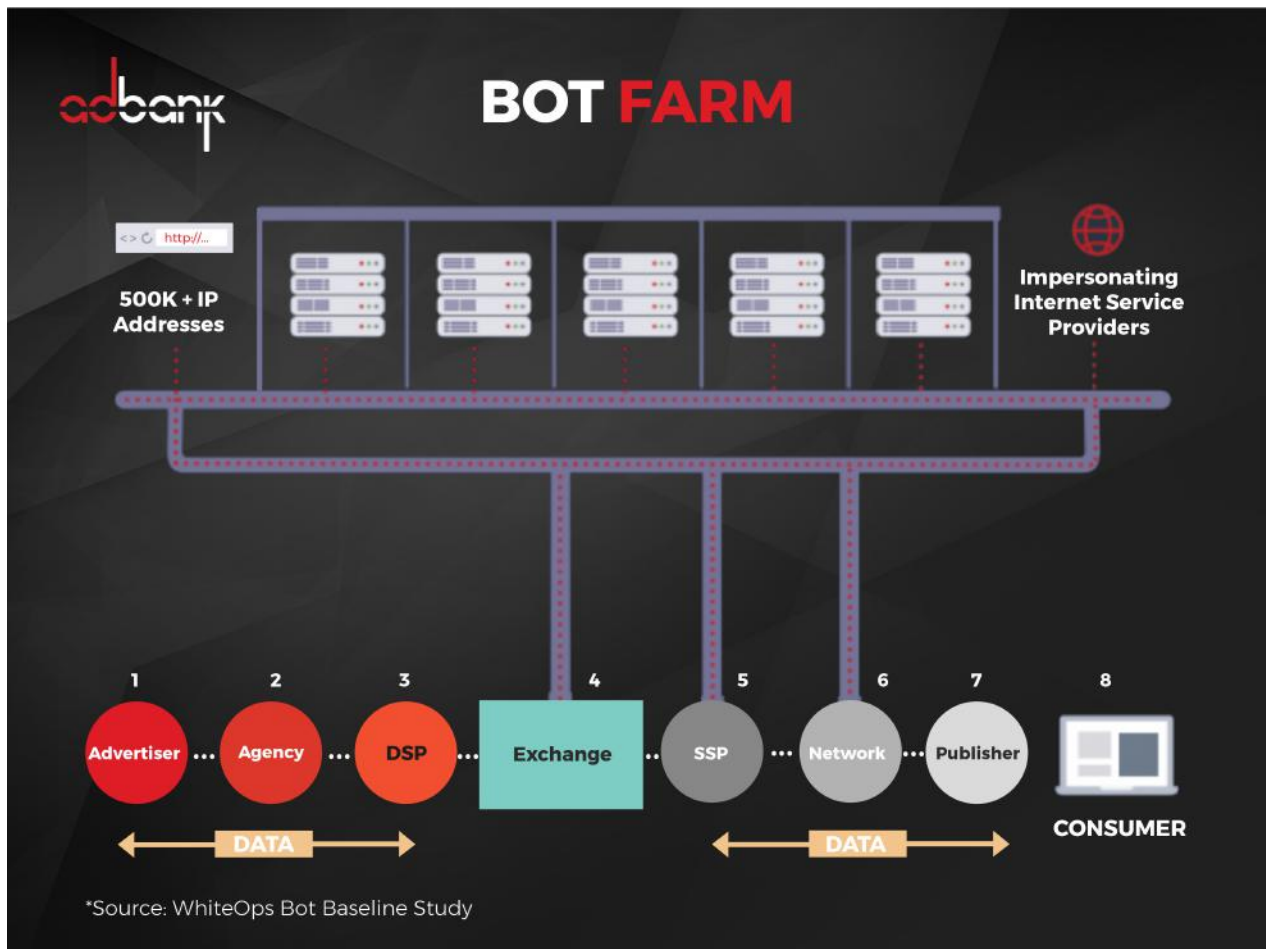 adbank
BOT FARM
< > http://...
500K + IP
Addresses
Impersonating
Internet Service
Providers
1 2 3 4 5 6 7 8
Advertiser ... Agency ... DSP ... Exchange .. SSP ... Network ... Publisher
CONSUMER
DATA DATA
*Source: WhiteOps Bot Baseline Study